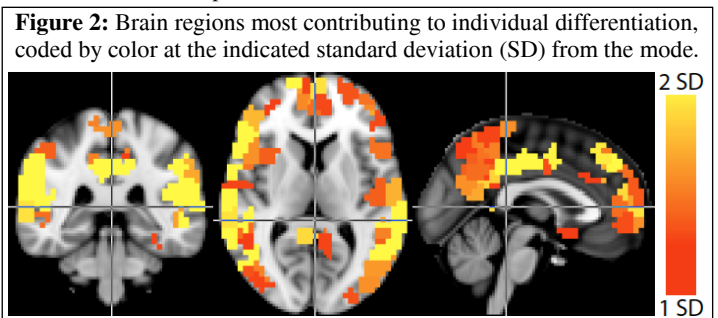 Figure 2: Brain regions most contributing to individual differentiation,
coded by color at the indicated standard deviation (SD) from the mode.
2 SD
1 SD